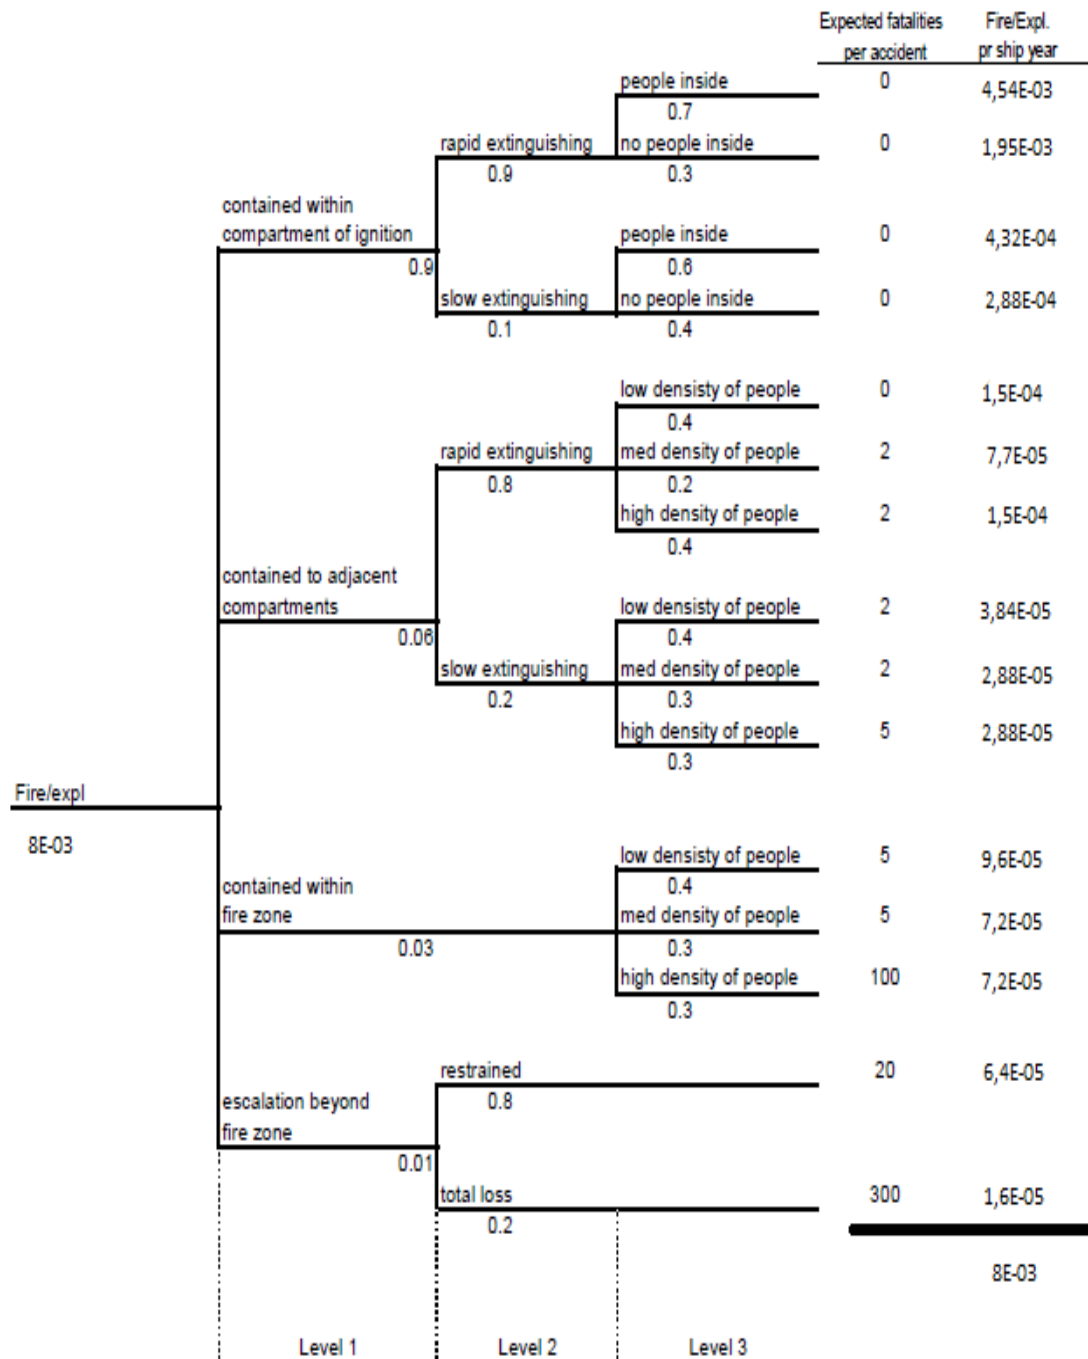 Expected fatalities Fire/Expl.
per accident pr ship year
people inside 0 4,54E-03
0.7
rapid extinguishing no people inside 0 1,95E-03
0.9 0.3
contained within
compartment of ignition people inside 0 4,32E-04
0.9 0.6
slow extinguishing no people inside 0 2,88E-04
0.1 0.4
low densisty of people 0 1,5E-04
0.4
rapid extinguishing med density of people 2 7,7E-05
0.8 0.2
high density of people 2 1,5E-04
0.4
contained to adjacent
compartments low densisty of people 2 3,84E-05
0.06 0.4
slow extinguishing med density of people 2 2,88E-05
0.2 0.3
high density of people 5 2,88E-05
0.3
Fire/expl
8E-03
low densisty of people 5 9,6E-05
contained within 0.4
fire zone med density of people 5 7,2E-05
0.03 0.3
high density of people 100 7,2E-05
0.3
restrained 20 6,4E-05
escalation beyond 0.8
fire zone
0.01
total loss 300 1,6E-05
0.2
8E-03
Level 1 Level 2 Level 3